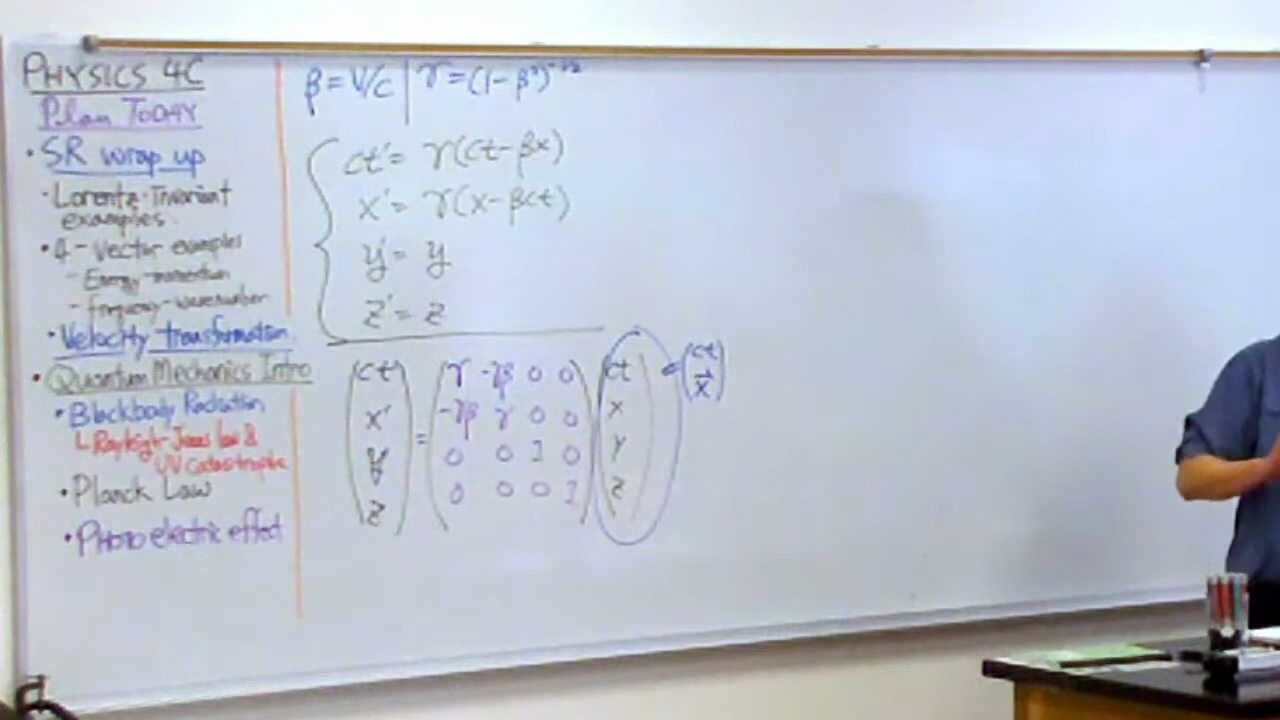 PHYSICS 4C
Plan TODAY
• SR wrap up
• Lorentz-Invariant
examples.
• 4-Vector examples
- Energy-momentum
- frequency-wavenumber
• Velocity transformation
• Quantum Mechanics Intro
• Blackbody Radiation
└ Rayleigh-Jeans law &
UV catastrophe
• Planck Law
• Photo electric effect
β = V/c | γ = (1 - β²)^{-1/2}
ct' = γ(ct - βx)
x' = γ(x - βct)
y' = y
z' = z
(ct' x' y' z') = (γ -γβ 0 0
-γβ γ 0 0
0 0 1 0
0 0 0 1) (ct x y z) = (ct x⃗)